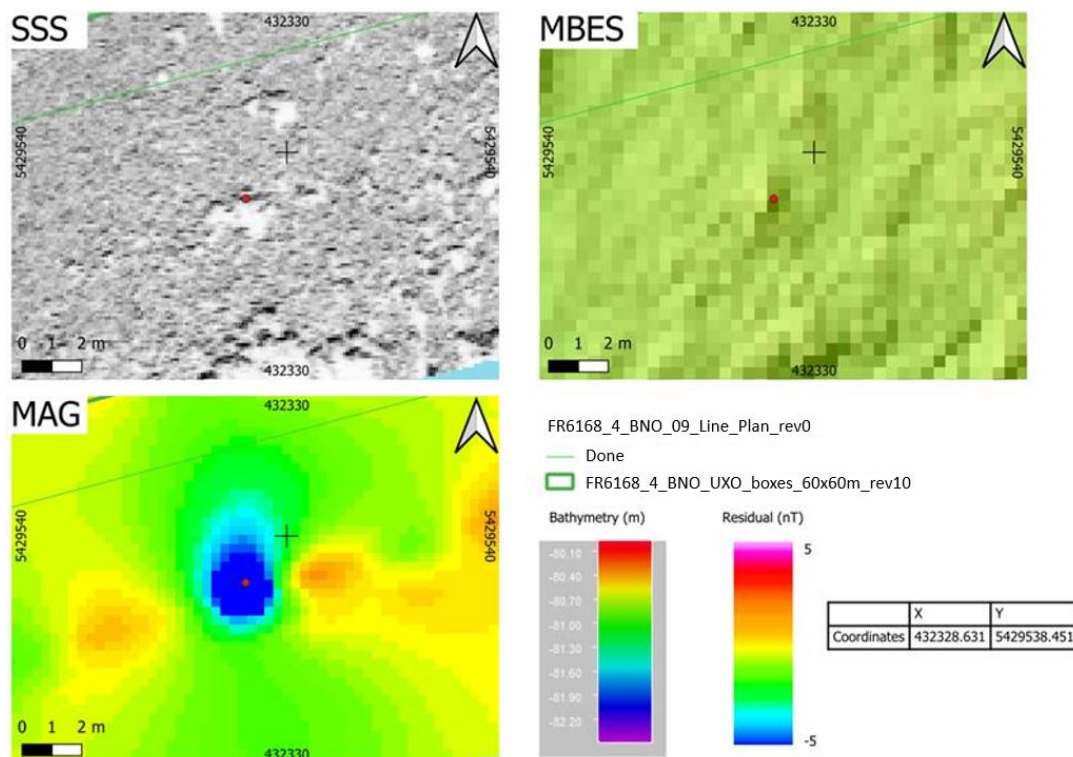 SSS
432330
5429540
5429540
0 1 2 m
432330
MBES
432330
5429540
5429540
0 1 2 m
432330
MAG
432330
5429540
5429540
0 1 2 m
432330
FR6168_4_BNO_09_Line_Plan_rev0
Done
FR6168_4_BNO_UXO_boxes_60x60m_rev10
Bathymetry (m)
-80.10
-80.40
-80.70
-81.00
-81.30
-81.60
-81.90
-82.20
Residual (nT)
5
-5
X Y
Coordinates 432328.631 5429538.451